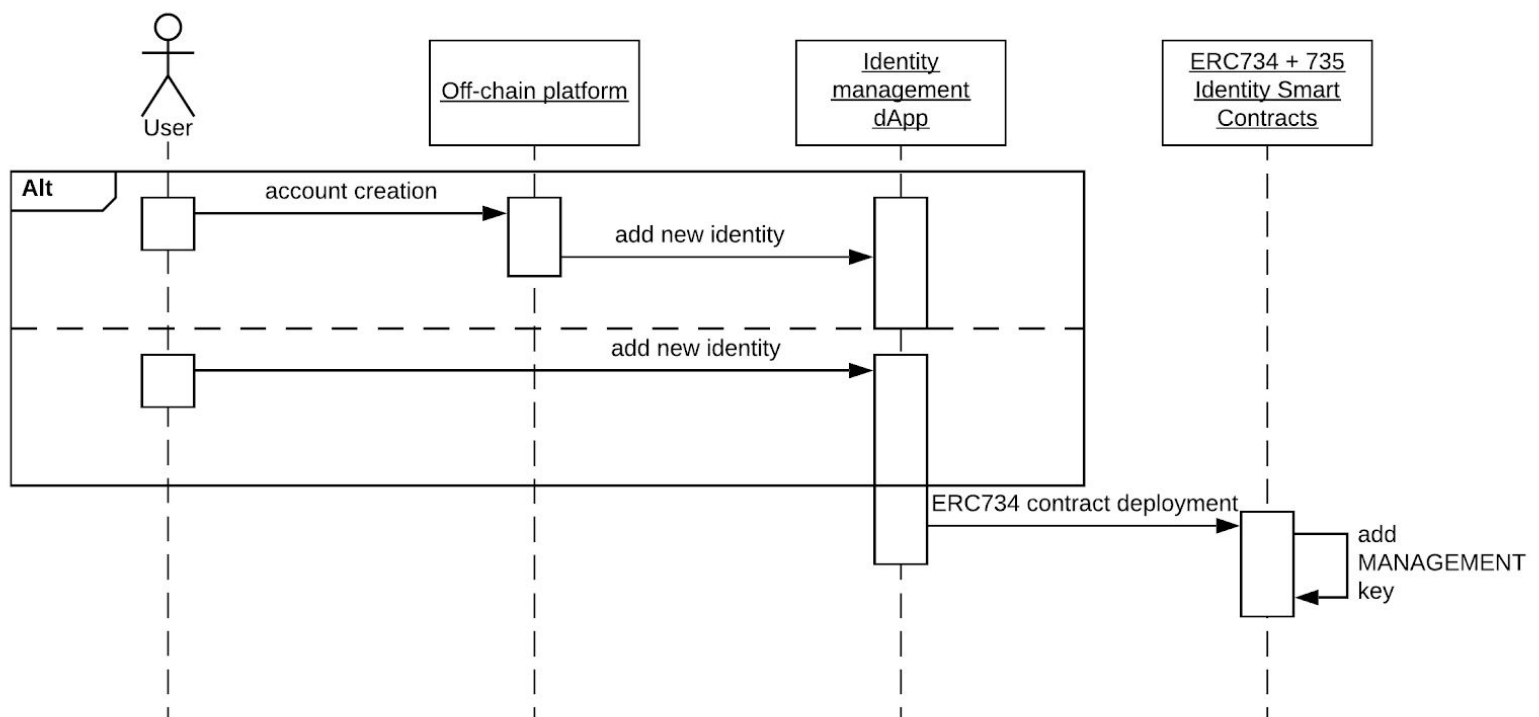 User
Off-chain platform
Identity
management
dApp
ERC734 + 735
Identity Smart
Contracts
Alt
account creation
add new identity
add new identity
ERC734 contract deployment
add
MANAGEMENT
key